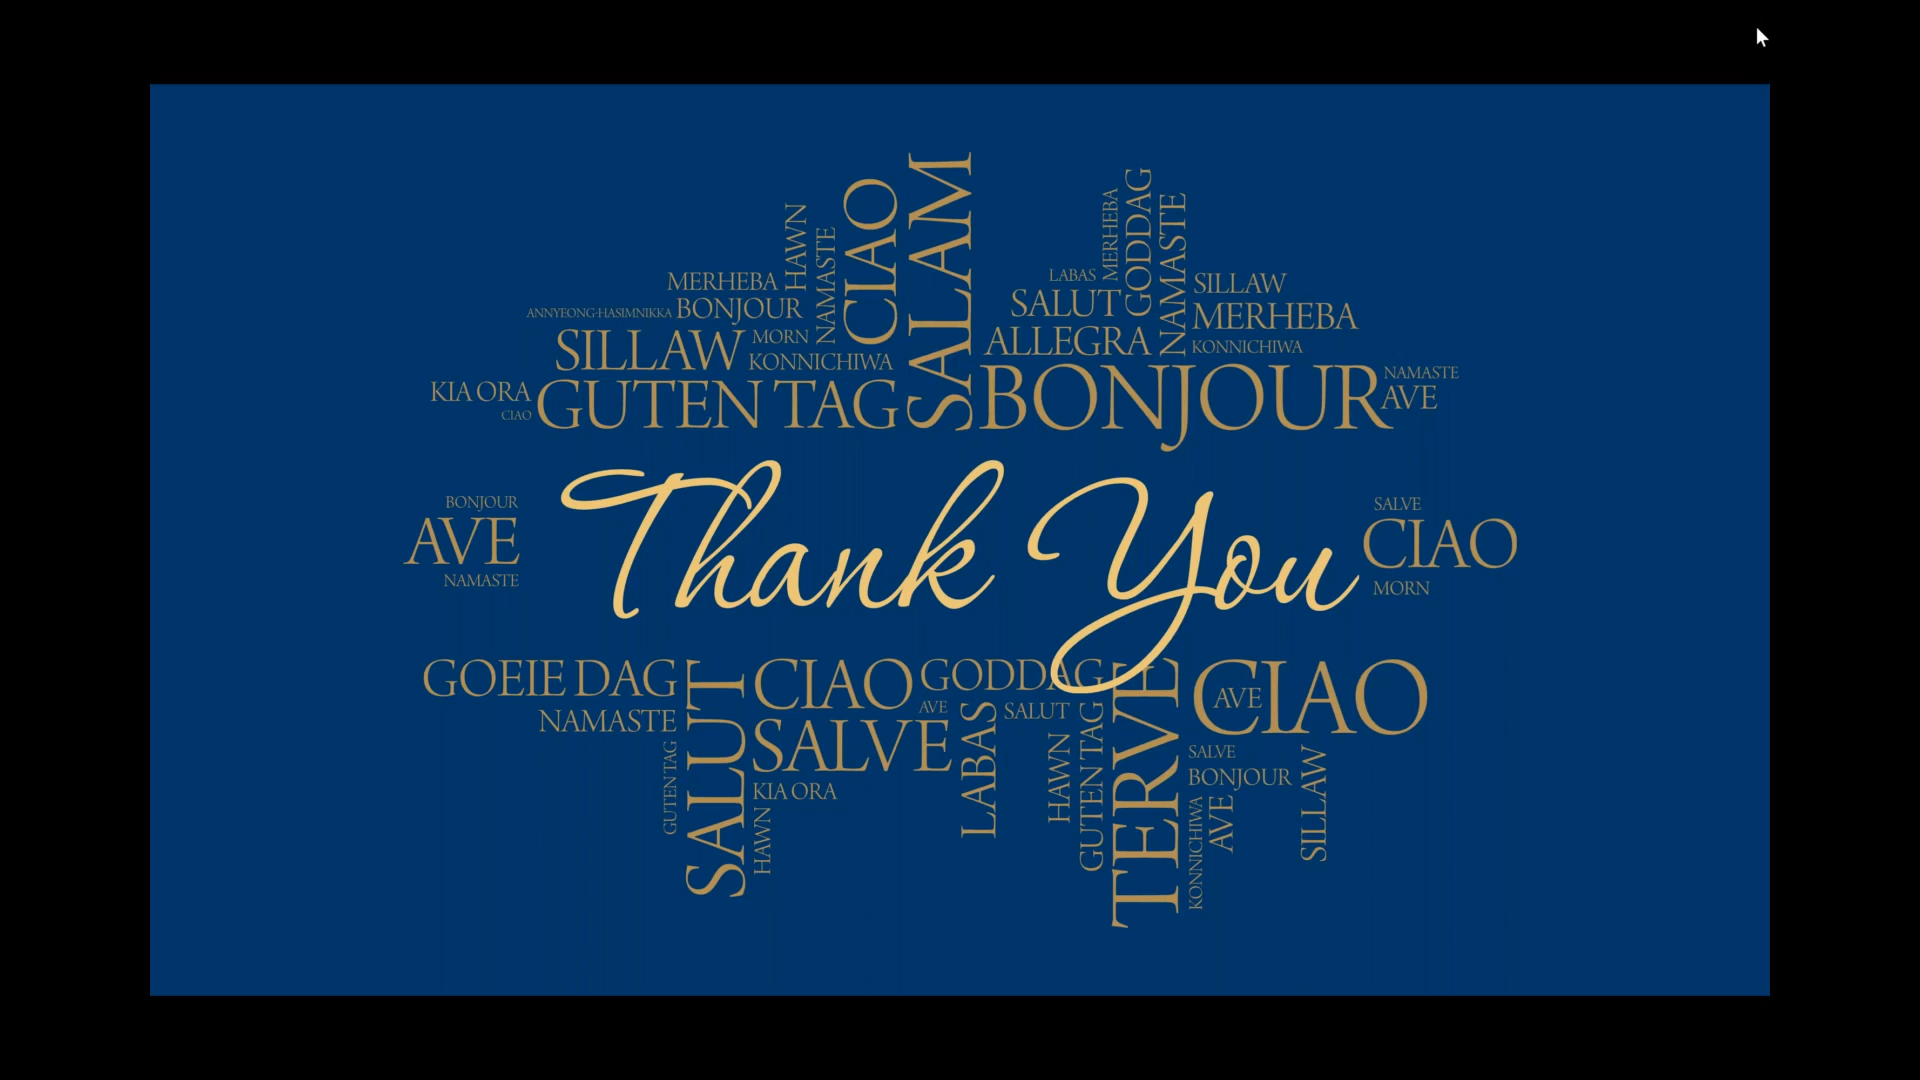 SALAM
CIAO
HAWN
NAMASTE
MERHEBA
GODDAG
NAMASTE
MERHEBA
LABAS
SILLAW
ANNYEONG-HASIMNIKKA
BONJOUR
SALUT
MERHEBA
SILLAW
MORN
ALLEGRA
KONNICHIWA
KONNICHIWA
KIA ORA
GUTEN TAG
BONJOUR
NAMASTE
CIAO
AVE
BONJOUR
AVE
NAMASTE
Thank You
SALVE
CIAO
MORN
GOEIE DAG
SALUT
CIAO
GODDAG
TERVE
CIAO
AVE
NAMASTE
AVE
SALUT
SALVE
LABAS
GUTEN TAG
HAWN
GUTEN TAG
SALVE
BONJOUR
SILLAW
KIA ORA
HAWN
KONNICHIWA
AVE